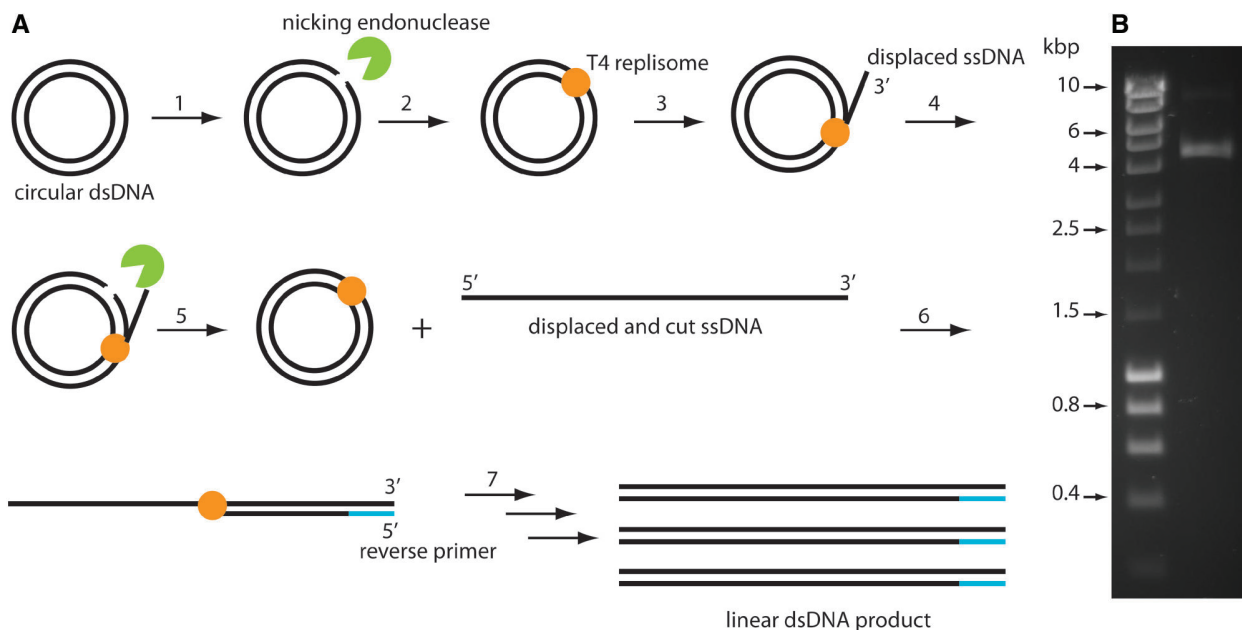 A
nicking endonuclease
1
2
T4 replisome
3
displaced ssDNA
3’
4
circular dsDNA
5
+
5’
3’
displaced and cut ssDNA
6
3’
5’
reverse primer
7
linear dsDNA product
B
kbp
10
6
4
2.5
1.5
0.8
0.4